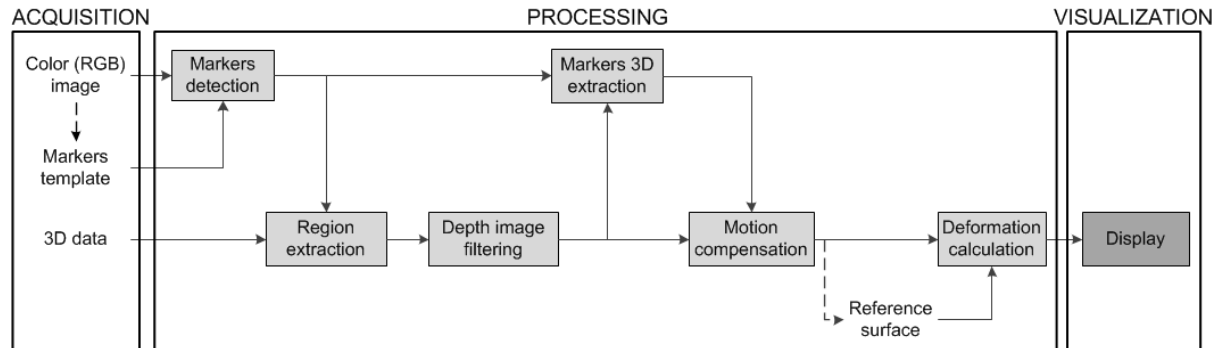 ACQUISITION
PROCESSING
VISUALIZATION
Color (RGB)
image
Markers
detection
Markers 3D
extraction
Markers
template
3D data
Region
extraction
Depth image
filtering
Motion
compensation
Deformation
calculation
Display
Reference
surface